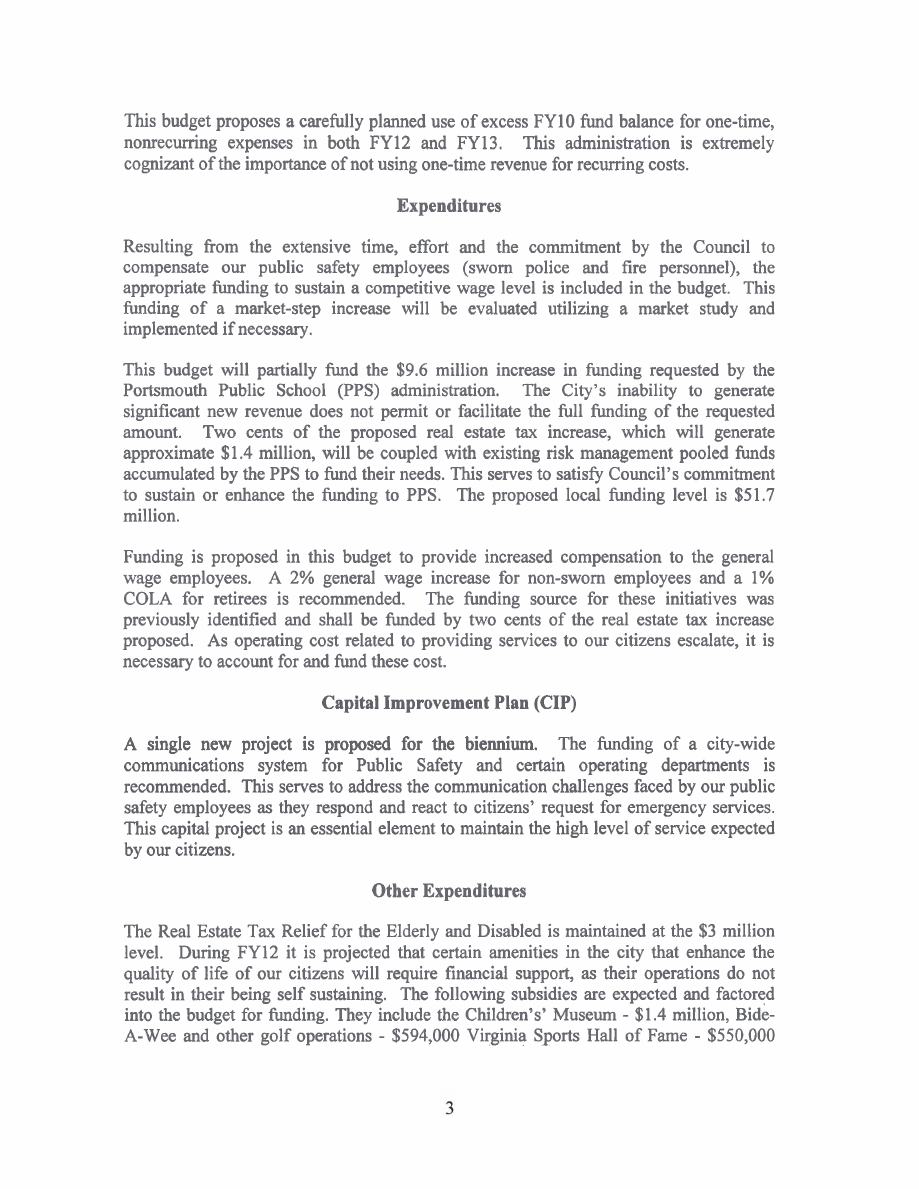 This budget proposes a carefully planned use of excess FY10 fund balance for one-time,
nonrecurring expenses in both FY12 and FY13. This administration is extremely
cognizant of the importance of not using one-time revenue for recurring costs.
Expenditures
Resulting from the extensive time, effort and the commitment by the Council to
compensate our public safety employees (sworn police and fire personnel), the
appropriate funding to sustain a competitive wage level is included in the budget. This
funding of a market-step increase will be evaluated utilizing a market study and
implemented if necessary.
This budget will partially fund the $9.6 million increase in funding requested by the
Portsmouth Public School (PPS) administration. The City's inability to generate
significant new revenue does not permit or facilitate the full funding of the requested
amount. Two cents of the proposed real estate tax increase, which will generate
approximate $1.4 million, will be coupled with existing risk management pooled funds
accumulated by the PPS to fund their needs. This serves to satisfy Council's commitment
to sustain or enhance the funding to PPS. The proposed local funding level is $51.7
million.
Funding is proposed in this budget to provide increased compensation to the general
wage employees. A 2% general wage increase for non-sworn employees and a 1%
COLA for retirees is recommended. The funding source for these initiatives was
previously identified and shall be funded by two cents of the real estate tax increase
proposed. As operating cost related to providing services to our citizens escalate, it is
necessary to account for and fund these cost.
Capital Improvement Plan (CIP)
A single new project is proposed for the biennium. The funding of a city-wide
communications system for Public Safety and certain operating departments is
recommended. This serves to address the communication challenges faced by our public
safety employees as they respond and react to citizens' request for emergency services.
This capital project is an essential element to maintain the high level of service expected
by our citizens.
Other Expenditures
The Real Estate Tax Relief for the Elderly and Disabled is maintained at the $3 million
level. During FY12 it is projected that certain amenities in the city that enhance the
quality of life of our citizens will require financial support, as their operations do not
result in their being self sustaining. The following subsidies are expected and factored
into the budget for funding. They include the Children's' Museum - $1.4 million, Bide-
A-Wee and other golf operations - $594,000 Virginia Sports Hall of Fame - $550,000
3